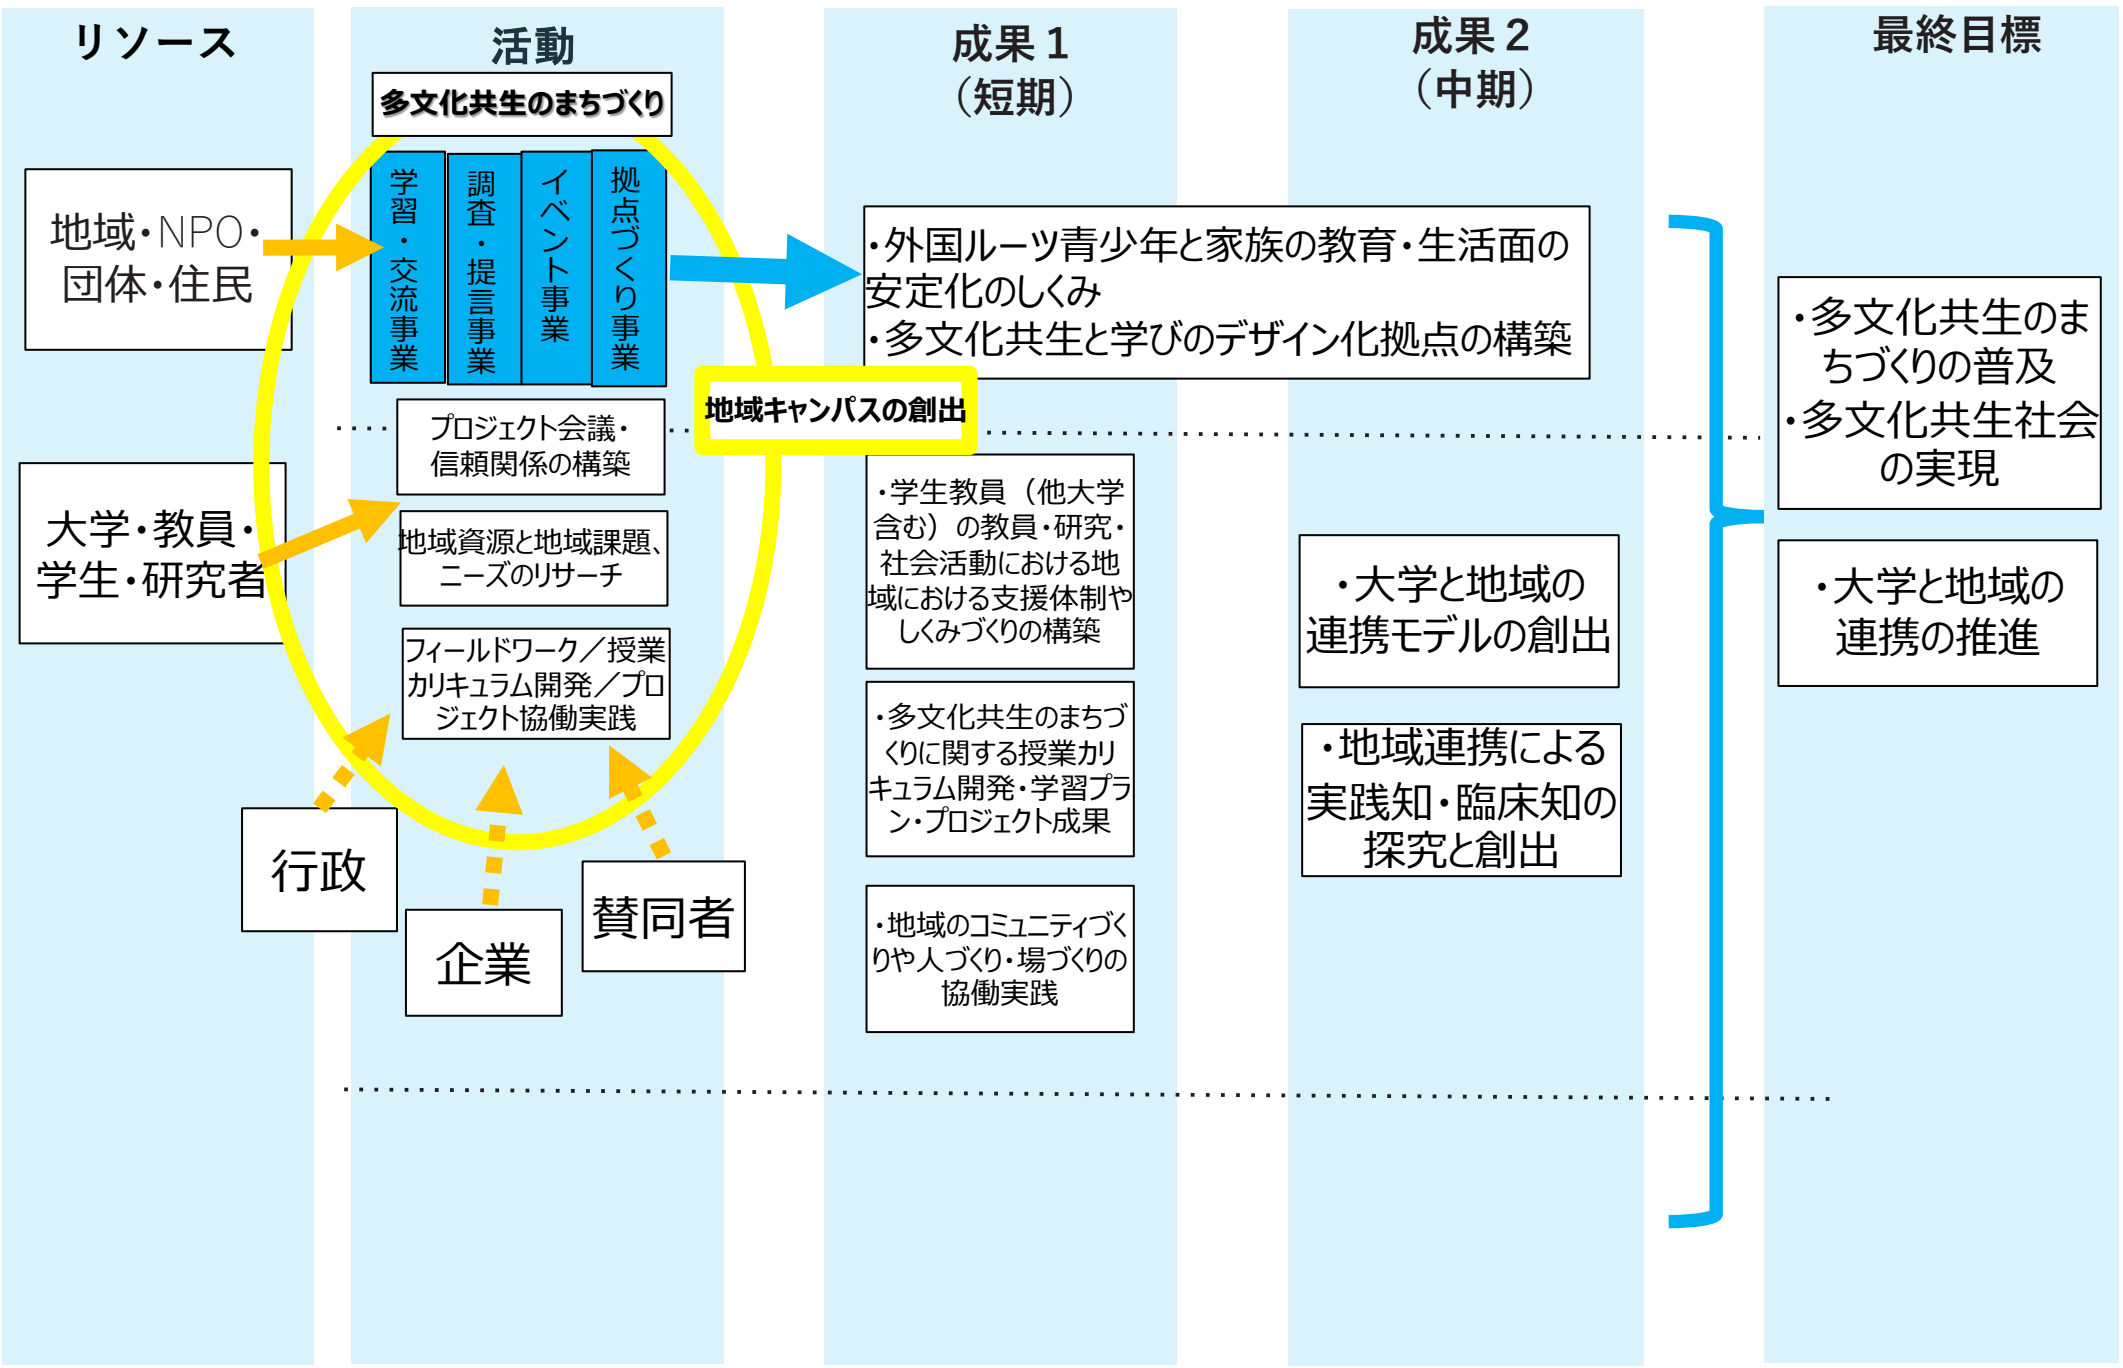 リソース
活動
成果１
（短期）
成果２
（中期）
最終目標
多文化共生のまちづくり
地域・NPO・
団体・住民
学習・交流事業
調査・提言事業
イベント事業
拠点づくり事業
・外国ルーツ青少年と家族の教育・生活面の
安定化のしくみ
・多文化共生と学びのデザイン化拠点の構築
地域キャンパスの創出
プロジェクト会議・
信頼関係の構築
大学・教員・
学生・研究者
地域資源と地域課題、
ニーズのリサーチ
フィールドワーク／授業
カリキュラム開発／プロ
ジェクト協働実践
行政
企業
賛同者
・学生教員（他大学
含む）の教員・研究・
社会活動における地
域における支援体制や
しくみづくりの構築
・多文化共生のまちづ
くりに関する授業カリ
キュラム開発・学習プラ
ン・プロジェクト成果
・地域のコミュニティづく
りや人づくり・場づくりの
協働実践
・大学と地域の
連携モデルの創出
・地域連携による
実践知・臨床知の
探究と創出
・多文化共生のま
ちづくりの普及
・多文化共生社会
の実現
・大学と地域の
連携の推進